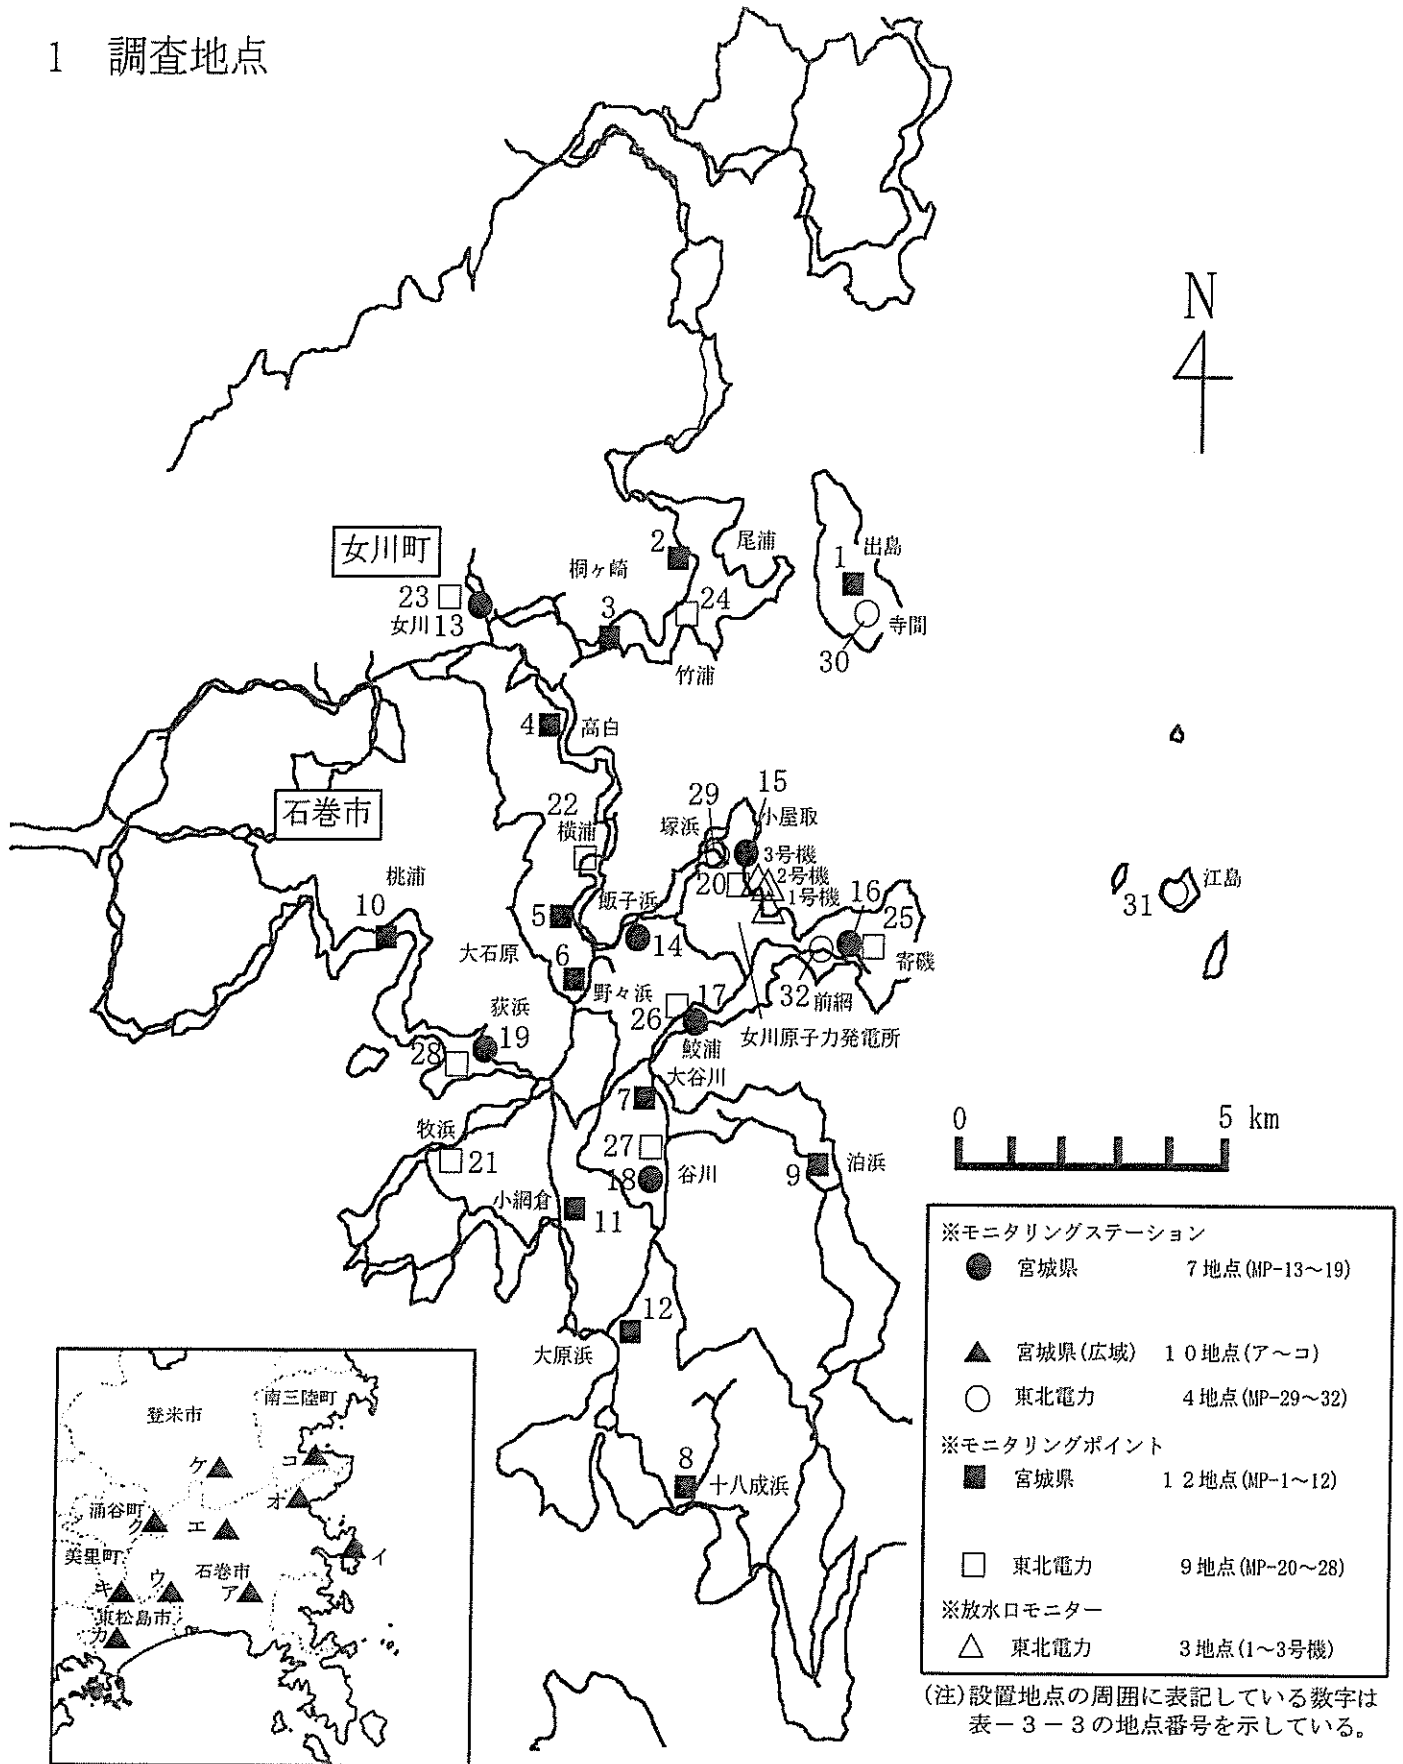 1 調査地点
N
女川町
2
尾浦
出島
1
桐ヶ崎
23
24
3
女川 13
寺間
30
竹浦
4
高白
15
29
石巻市
22
横浦
塚浜
小屋取
3号機
20
2号機
1号機
16
25
江島
31
桃浦
10
飯子浜
5
14
大石原
6
寄磯
野々浜
17
32
前網
荻浜
26
19
女川原子力発電所
28
鮫浦
大谷川
7
0 5 km
牧浜
27
21
18
谷川
9
泊浜
小網倉
11
12
大原浜
8
十八成浜
南三陸町
登米市
コ
ケ
オ
涌谷町
ク
エ
イ
美里町
石巻市
キ
ウ
ア
東松島市
カ
※モニタリングステーション
宮城県 7地点(MP-13~19)
宮城県(広域) 10地点(ア~コ)
東北電力 4地点(MP-29~32)
※モニタリングポイント
宮城県 12地点(MP-1~12)
東北電力 9地点(MP-20~28)
※放水口モニター
東北電力 3地点(1~3号機)
(注)設置地点の周囲に表記している数字は
表-3-3の地点番号を示している。